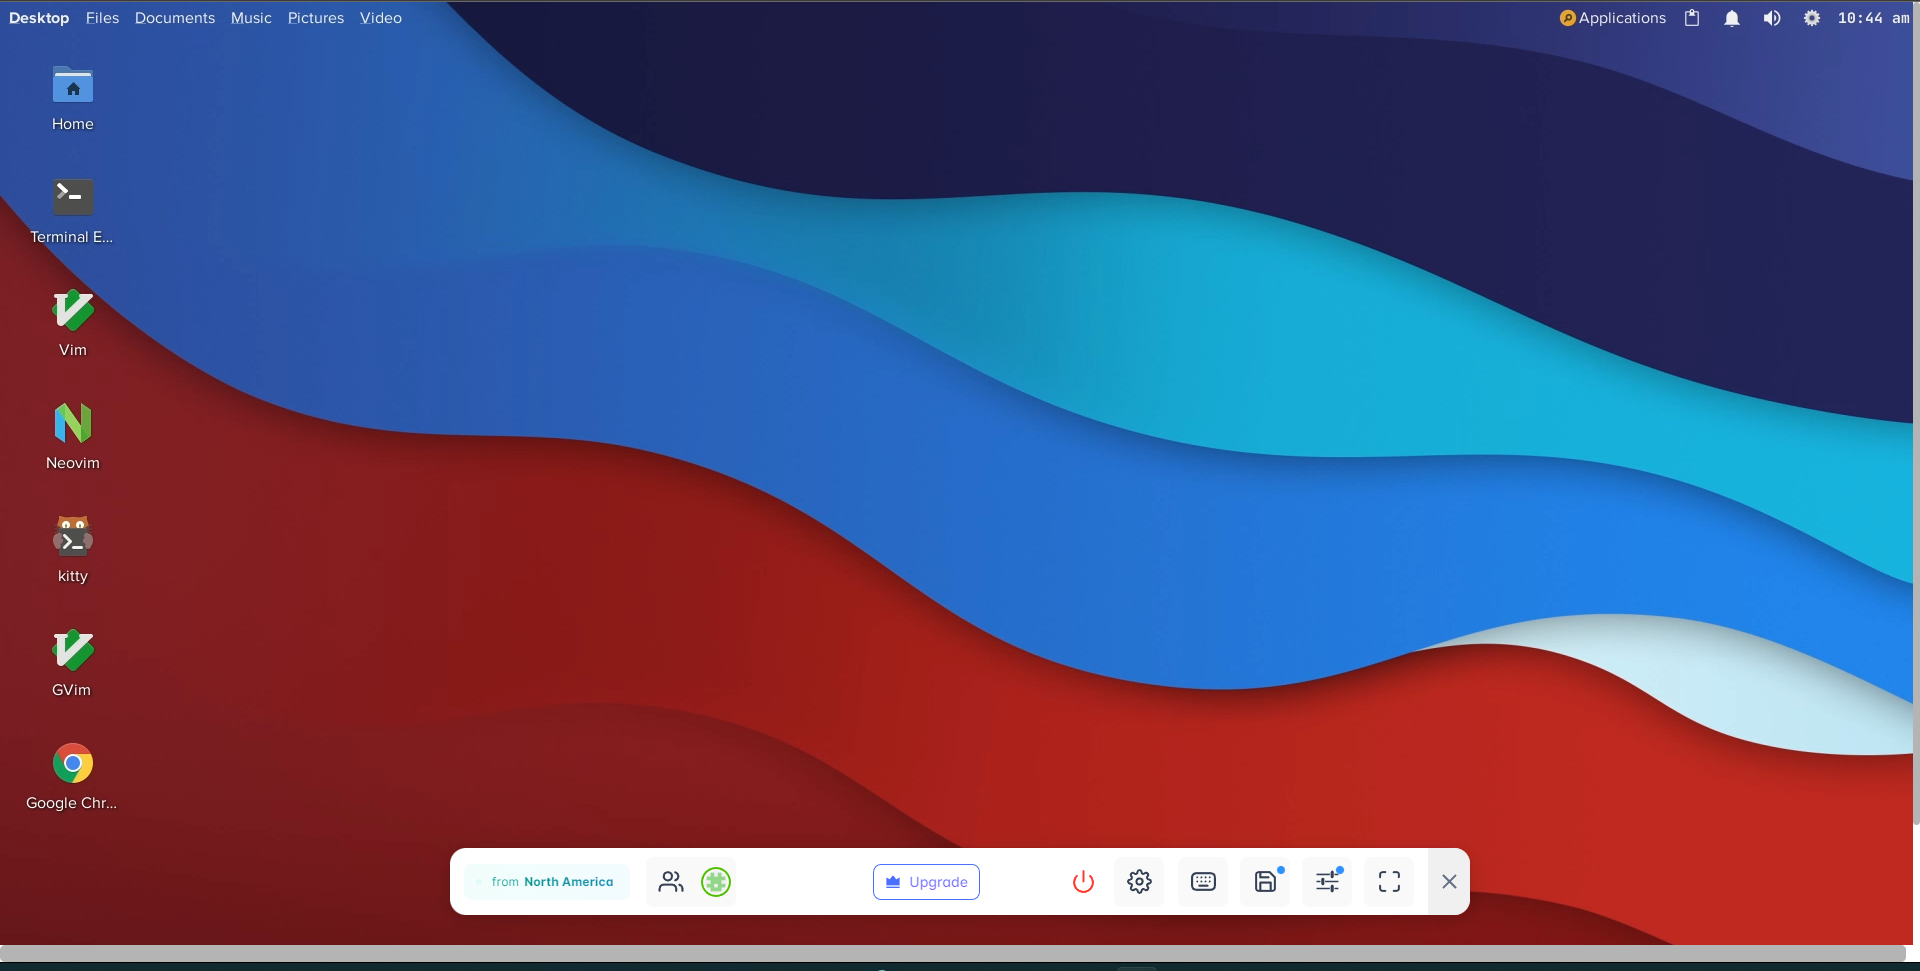 Desktop Files Documents Music Pictures Video Applications 10:44 am
Home
Terminal E...
Vim
Neovim
kitty
GVim
Google Chr...
from North America Upgrade